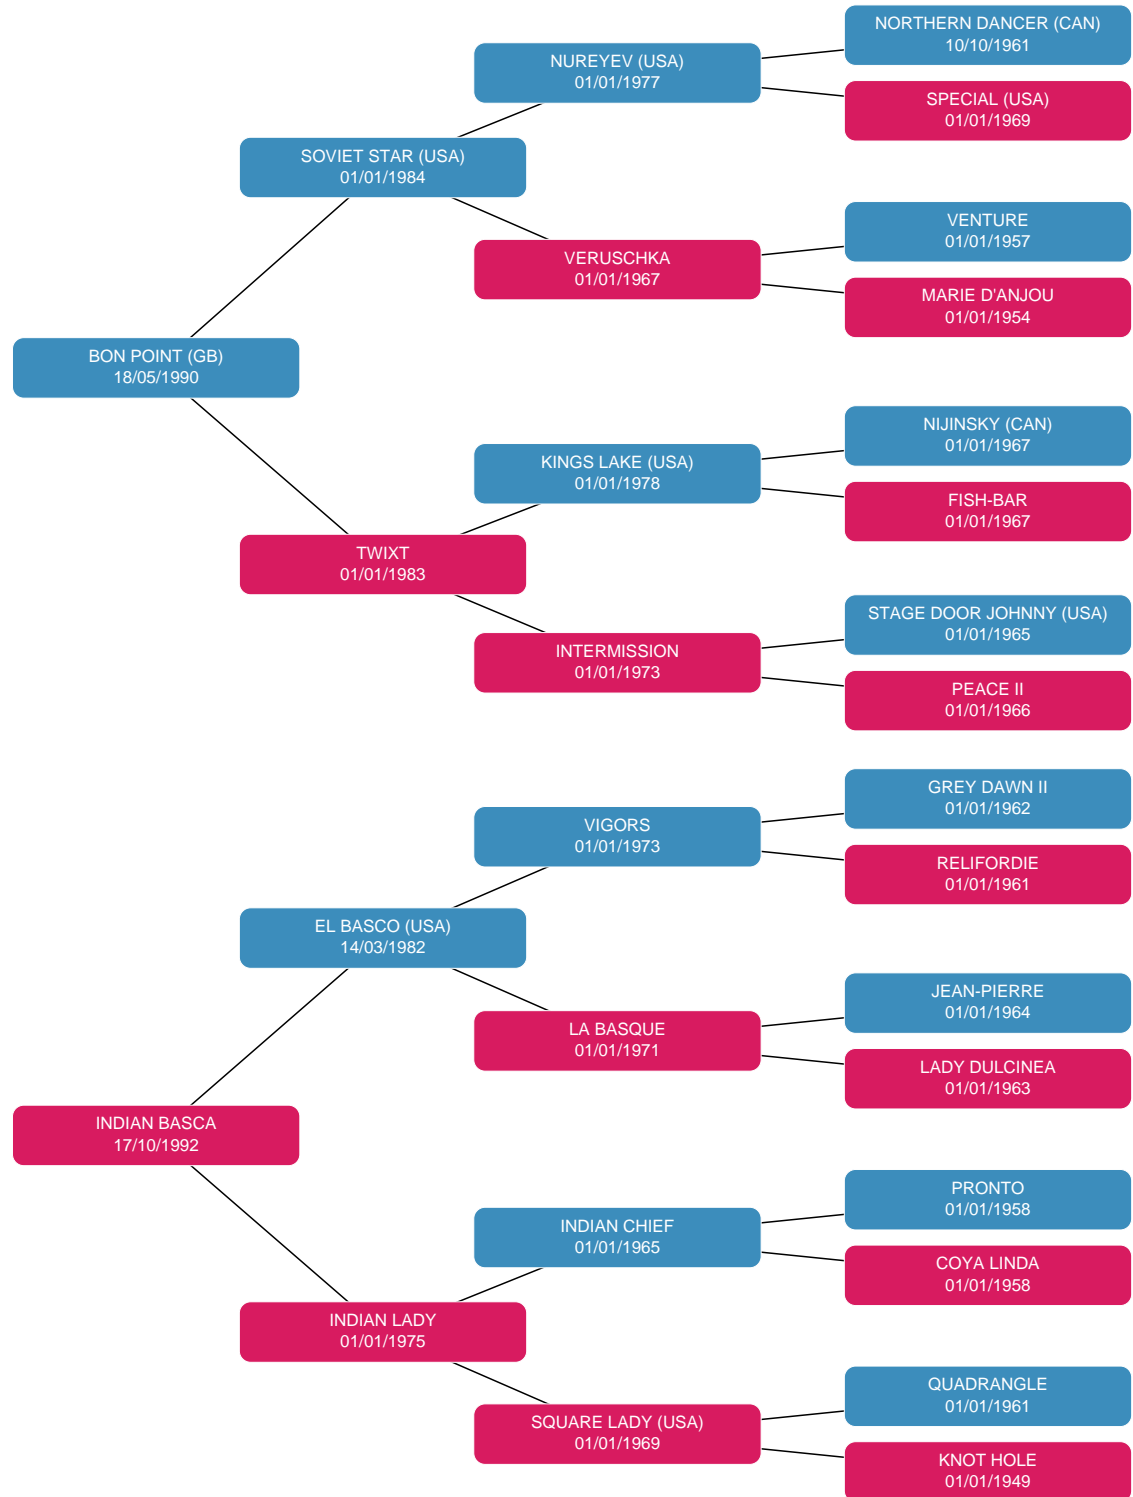 NORTHERN DANCER (CAN)
10/10/1961
NUREYEV (USA)
01/01/1977
SPECIAL (USA)
01/01/1969
SOVIET STAR (USA)
01/01/1984
VENTURE
01/01/1957
VERUSCHKA
01/01/1967
MARIE D'ANJOU
01/01/1954
BON POINT (GB)
18/05/1990
NIJINSKY (CAN)
01/01/1967
KINGS LAKE (USA)
01/01/1978
FISH-BAR
01/01/1967
TWIXT
01/01/1983
STAGE DOOR JOHNNY (USA)
01/01/1965
INTERMISSION
01/01/1973
PEACE II
01/01/1966
GREY DAWN II
01/01/1962
VIGORS
01/01/1973
RELIFORDIE
01/01/1961
EL BASCO (USA)
14/03/1982
JEAN-PIERRE
01/01/1964
LA BASQUE
01/01/1971
LADY DULCINEA
01/01/1963
INDIAN BASCA
17/10/1992
PRONTO
01/01/1958
INDIAN CHIEF
01/01/1965
COYA LINDA
01/01/1958
INDIAN LADY
01/01/1975
QUADRANGLE
01/01/1961
SQUARE LADY (USA)
01/01/1969
KNOT HOLE
01/01/1949